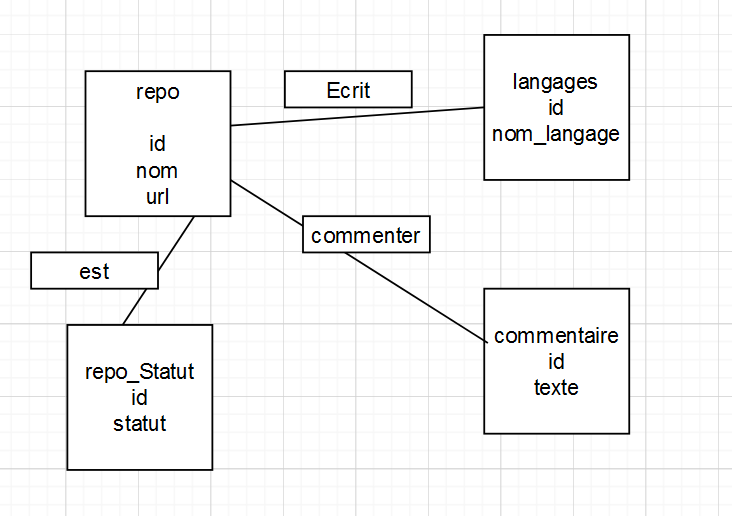 repo
id
nom
url
Ecrit
langages
id
nom_langage
commenter
est
repo_Statut
id
statut
commentaire
id
texte